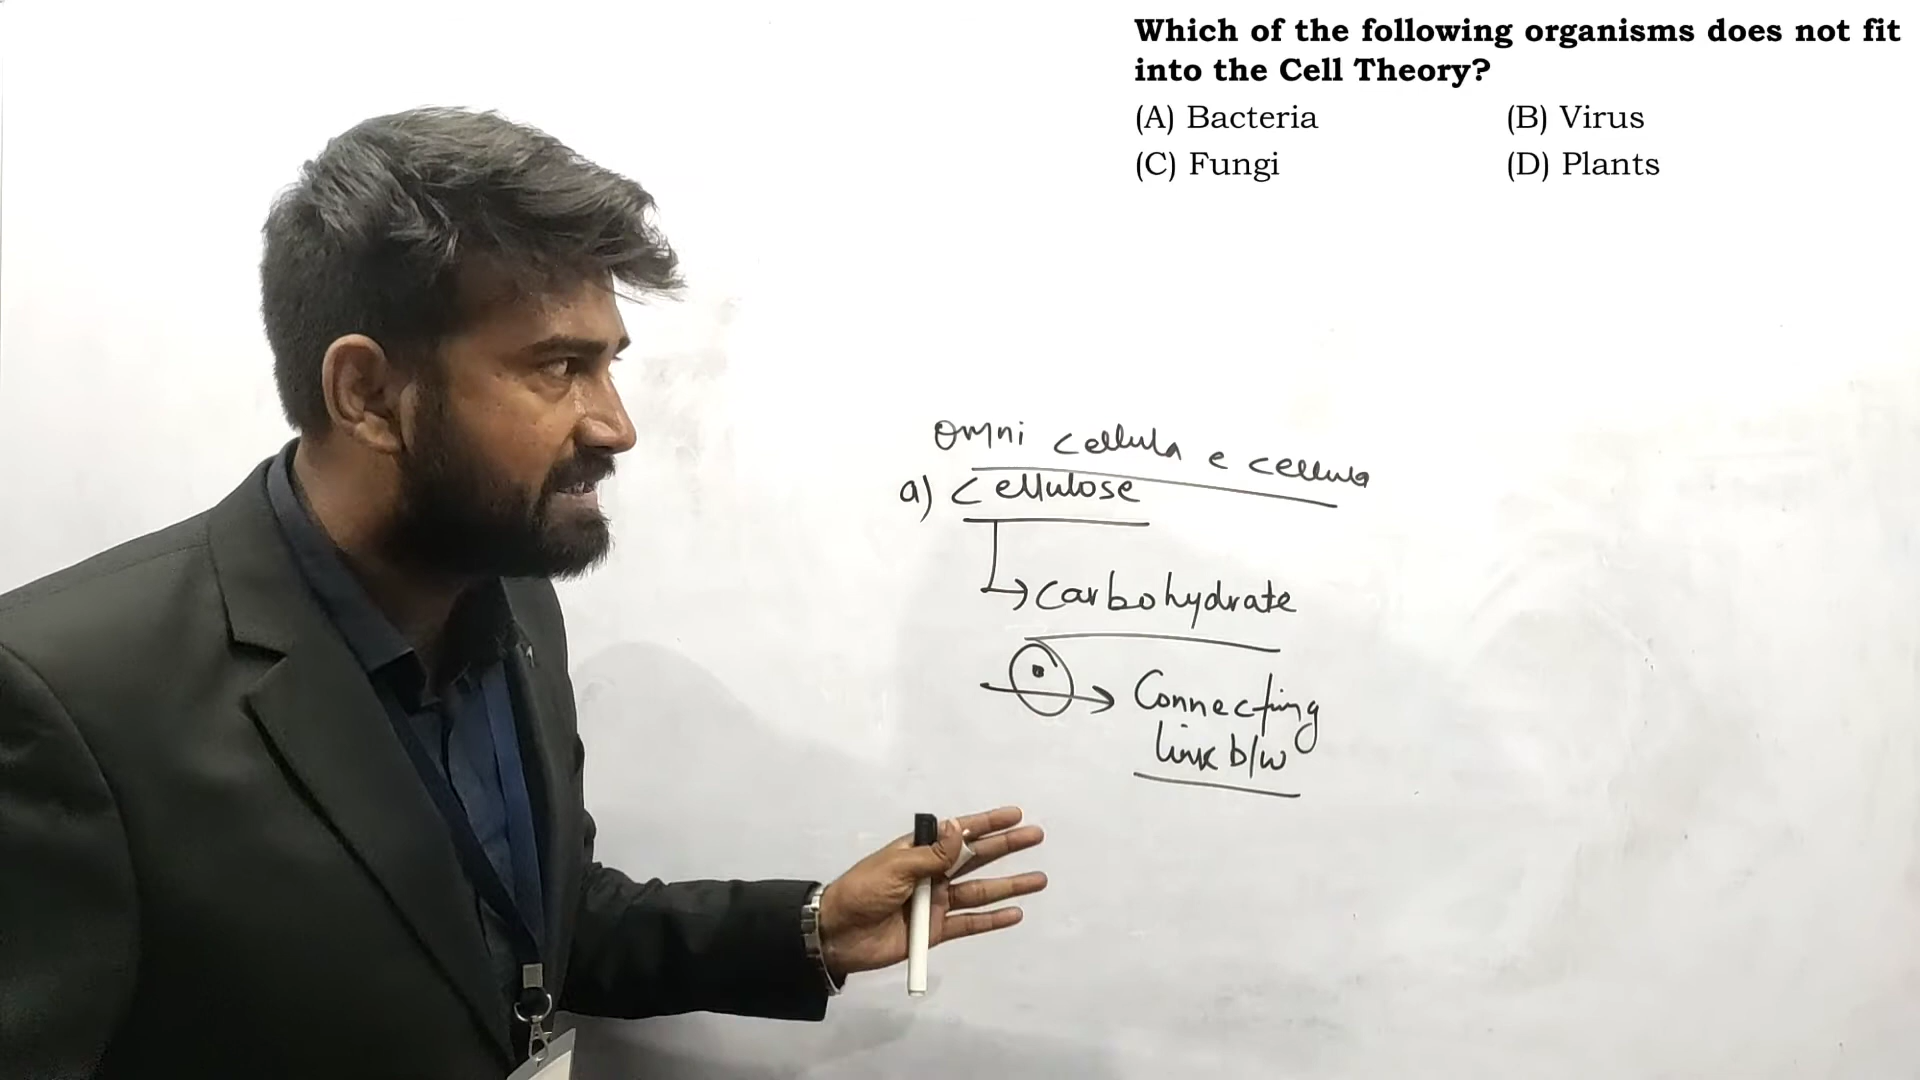 Which of the following organisms does not fit
into the Cell Theory?
(A) Bacteria (B) Virus
(C) Fungi (D) Plants
omni cellula e cellula
a) Cellulose
carbohydrate
Connecting
link b/w